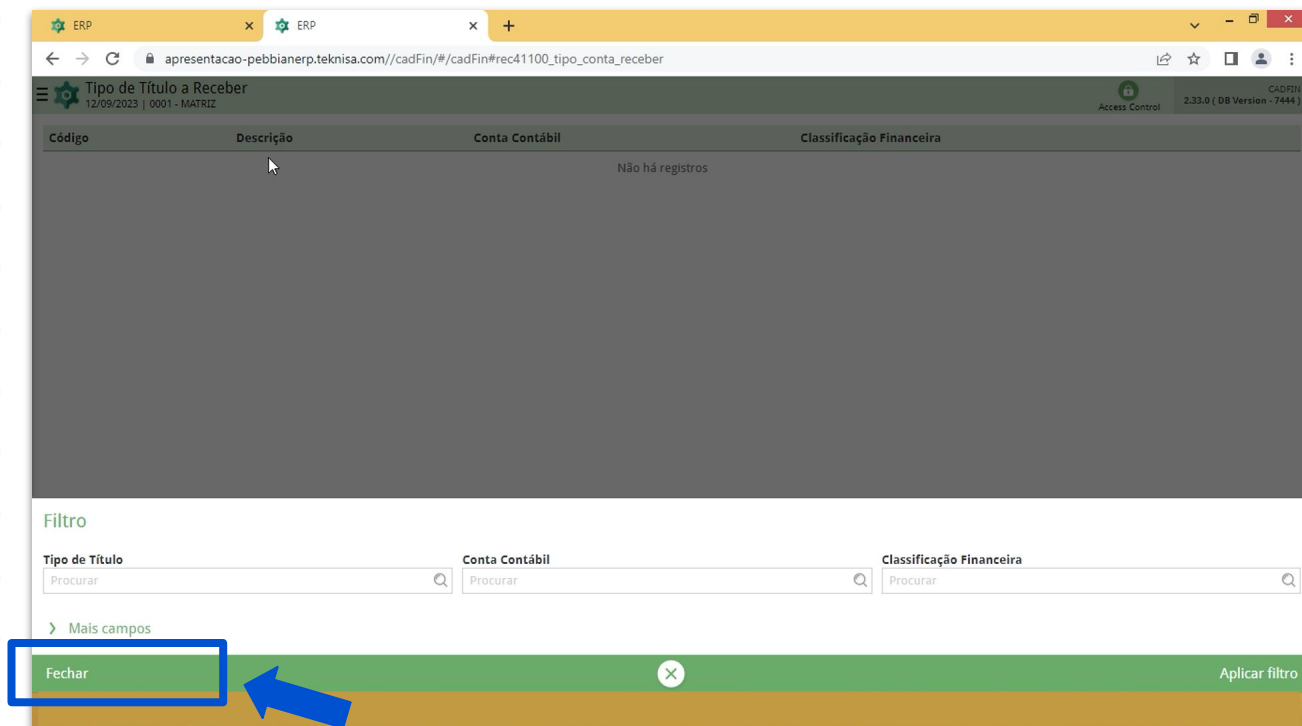 ERP
ERP
apresentacao-pebbianerp.teknisa.com//cadFin/#/cadFin#rec41100_tipo_conta_receber
Tipo de Título a Receber
12/09/2023 | 0001 - MATRIZ
Access Control
CADFIN
2.33.0 ( DB Version - 7444 )
Código Descrição Conta Contábil Classificação Financeira
Não há registros
Filtro
Tipo de Título Conta Contábil Classificação Financeira
Procurar Procurar Procurar
Mais campos
Fechar Aplicar filtro